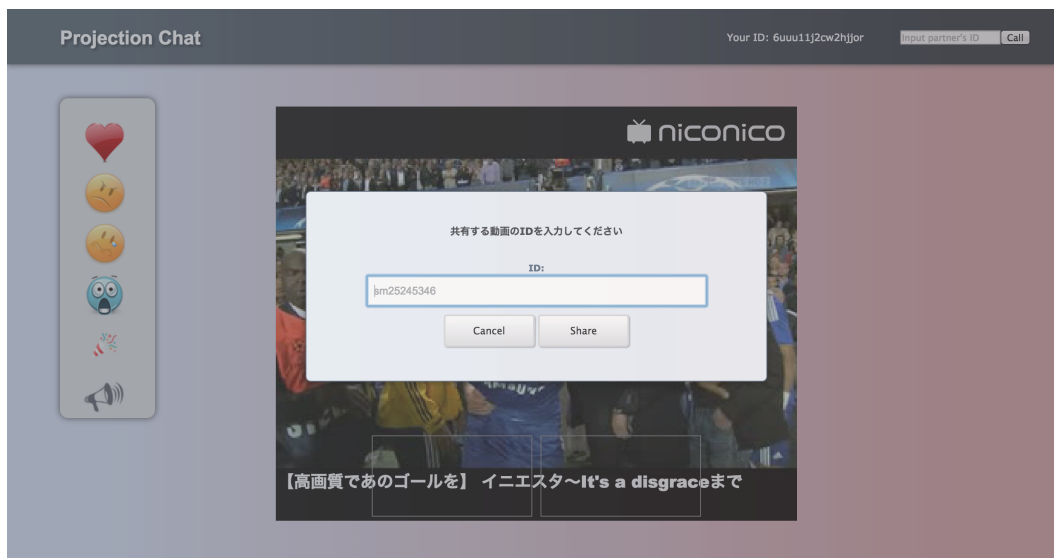 Projection Chat
Your ID: 6uuu11j2cw2hjjor
Input partner's ID
Call
niconico
共有する動画のIDを入力してください
ID:
sm25245346
Cancel
Share
SAMSUNG
【高画質であのゴールを】 イニエスタ〜It's a disgraceまで